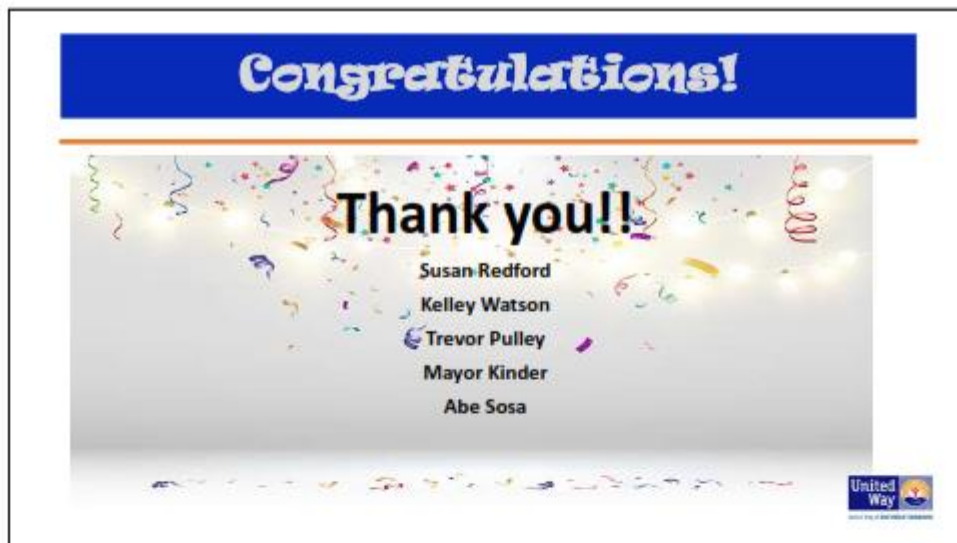 Congratulations!
Thank you!!
Susan Redford
Kelley Watson
Trevor Pulley
Mayor Kinder
Abe Sosa
United
Way